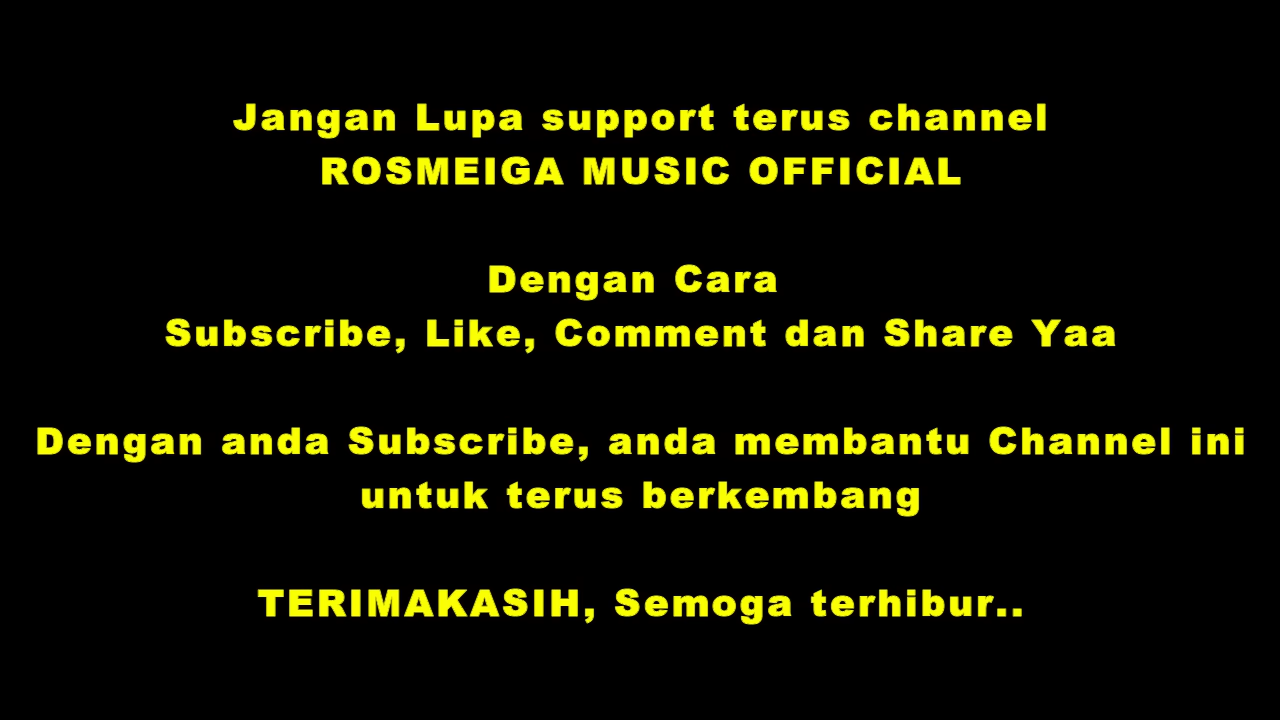 Jangan Lupa support terus channel
ROSMEIGA MUSIC OFFICIAL
Dengan Cara
Subscribe, Like, Comment dan Share Yaa
Dengan anda Subscribe, anda membantu Channel ini
untuk terus berkembang
TERIMAKASIH, Semoga terhibur..